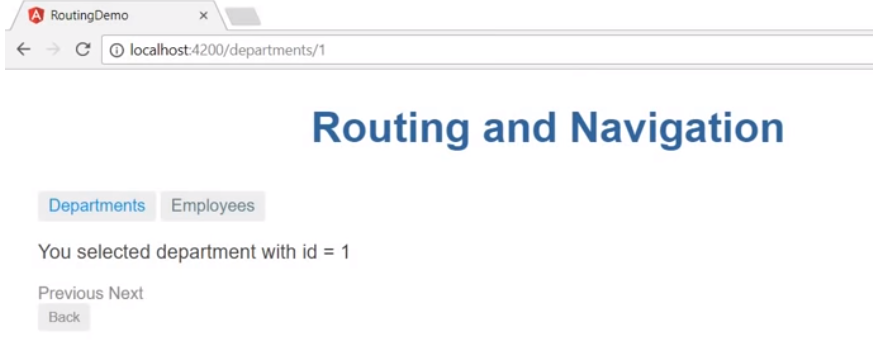 RoutingDemo
localhost:4200/departments/1
Routing and Navigation
Departments Employees
You selected department with id = 1
Previous Next
Back